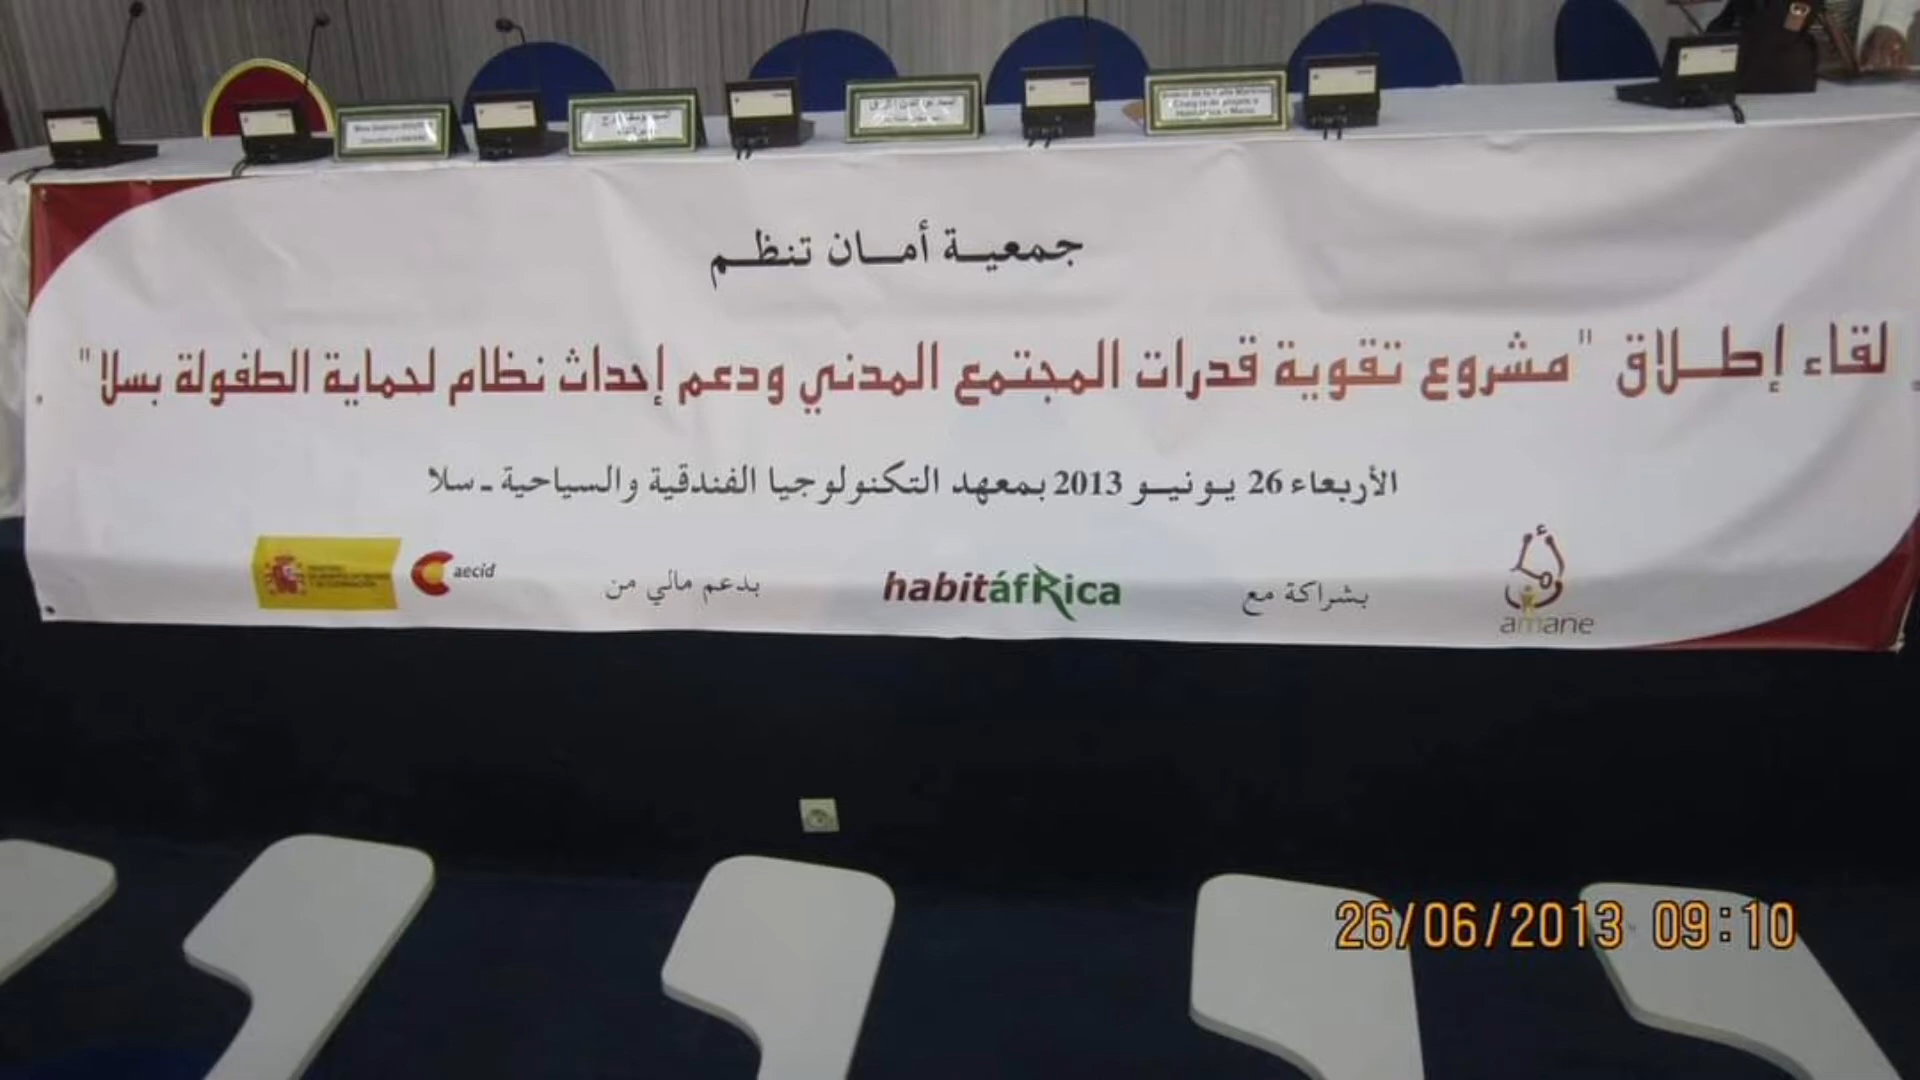 جمعية أمان تنظم
لقاء إطلاق "مشروع تقوية قدرات المجتمع المدني ودعم إحداث نظام لحماية الطفولة بسلا"
الأربعاء 26 يونيو 2013 بمعهد التكنولوجيا الفندقية والسياحية - سلا
amane
بشراكة مع
habitáfrica
بدعم مالي من
aecid
26/06/2013 09:10